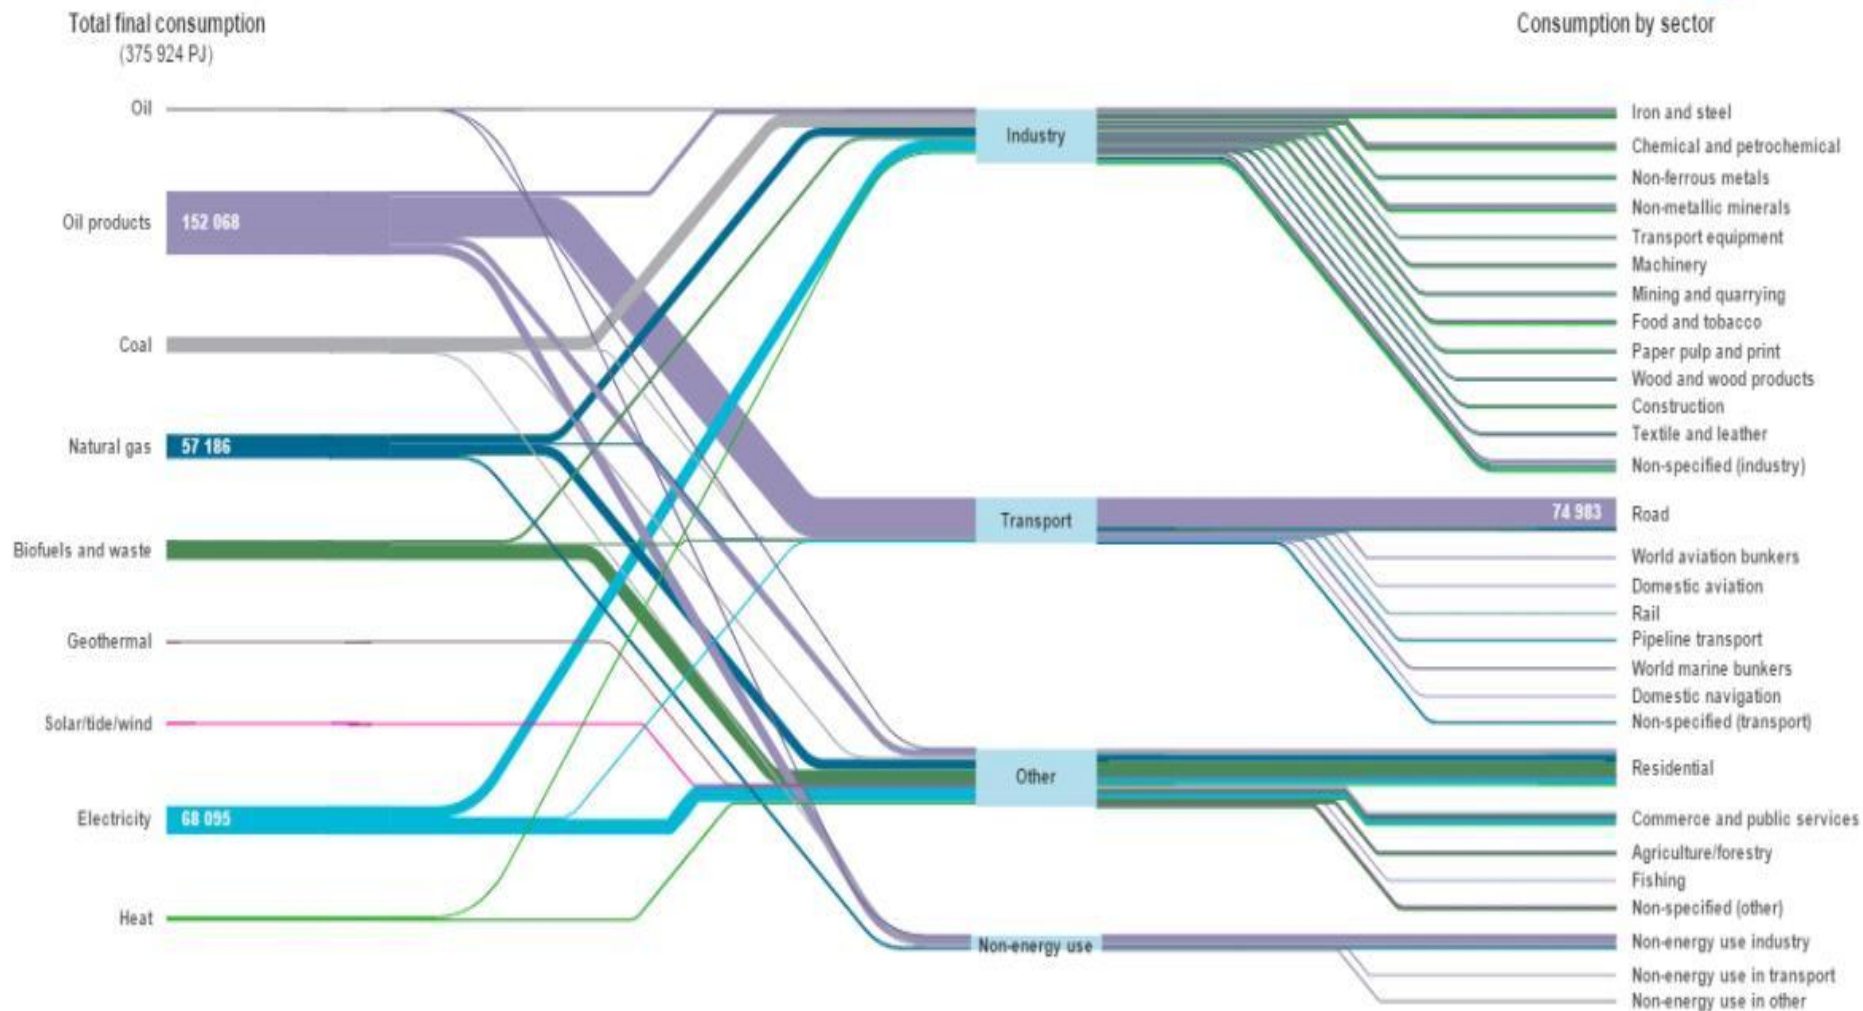 Total final consumption
(375 924 PJ)
Consumption by sector
Oil
Oil products
152 068
Coal
Natural gas
57 186
Biofuels and waste
Geothermal
Solar/tide/wind
Electricity
68 095
Heat
Industry
Transport
Other
Non-energy use
Iron and steel
Chemical and petrochemical
Non-ferrous metals
Non-metallic minerals
Transport equipment
Machinery
Mining and quarrying
Food and tobacco
Paper pulp and print
Wood and wood products
Construction
Textile and leather
Non-specified (industry)
74 983
Road
World aviation bunkers
Domestic aviation
Rail
Pipeline transport
World marine bunkers
Domestic navigation
Non-specified (transport)
Residential
Commerce and public services
Agriculture/forestry
Fishing
Non-specified (other)
Non-energy use industry
Non-energy use in transport
Non-energy use in other